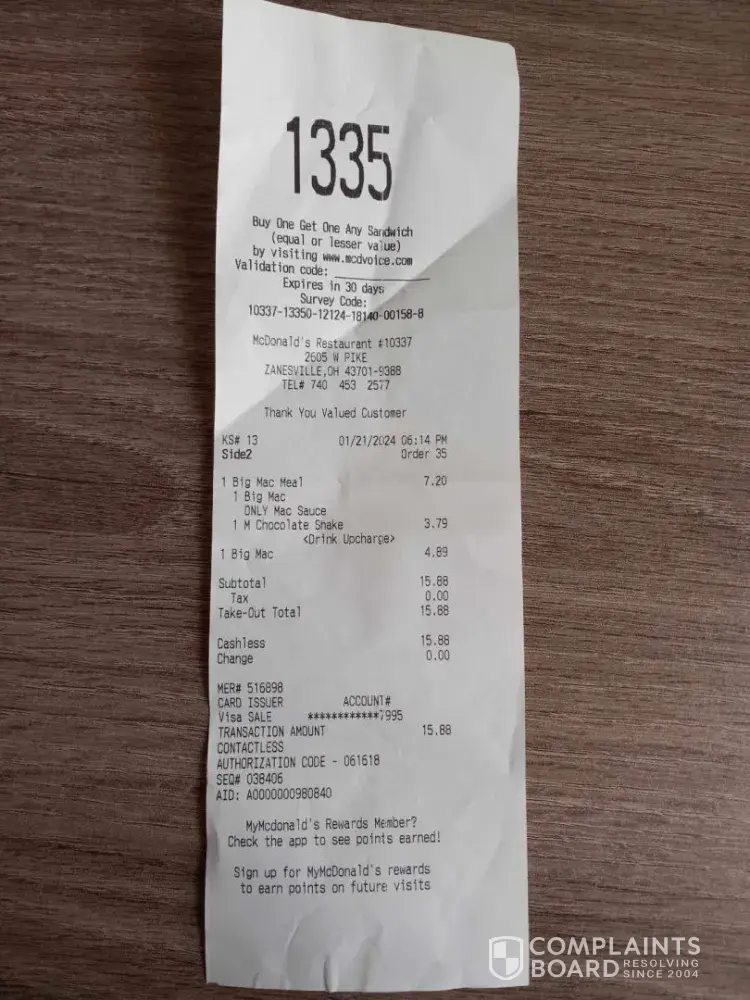 1335
Buy One Get One Any Sandwich
(equal or lesser value)
by visiting www.mcdvoice.com
Validation code: ____________
Expires in 30 days
Survey Code:
10337-13350-12124-18140-00158-8
McDonald's Restaurant #10337
2605 W PIKE
ZANESVILLE,OH 43701-9388
TEL# 740 453 2577
Thank You Valued Customer
KS# 13 01/21/2024 06:14 PM
Side2 Order 35
1 Big Mac Meal 7.20
1 Big Mac
ONLY Mac Sauce
1 M Chocolate Shake 3.79
<Drink Upcharge>
1 Big Mac 4.89
Subtotal 15.88
Tax 0.00
Take-Out Total 15.88
Cashless 15.88
Change 0.00
MER# 516898
CARD ISSUER ACCOUNT#
Visa SALE ************7995
TRANSACTION AMOUNT 15.88
CONTACTLESS
AUTHORIZATION CODE - 061618
SEQ# 038406
AID: A0000000980840
MyMcdonald's Rewards Member?
Check the app to see points earned!
Sign up for MyMcDonald's rewards
to earn points on future visits
COMPLAINTS
BOARD RESOLVING SINCE 2004